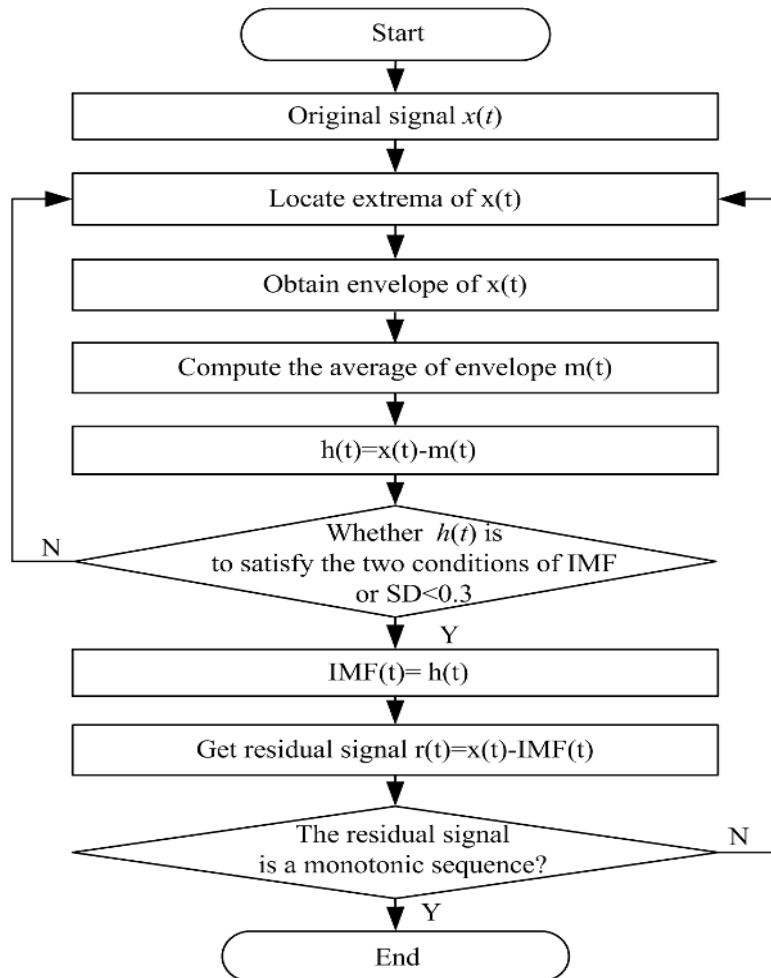 Start
Original signal x(t)
Locate extrema of x(t)
Obtain envelope of x(t)
Compute the average of envelope m(t)
h(t)=x(t)-m(t)
Whether h(t) is
to satisfy the two conditions of IMF
or SD<0.3
N
Y
IMF(t)= h(t)
Get residual signal r(t)=x(t)-IMF(t)
The residual signal
is a monotonic sequence?
N
Y
End